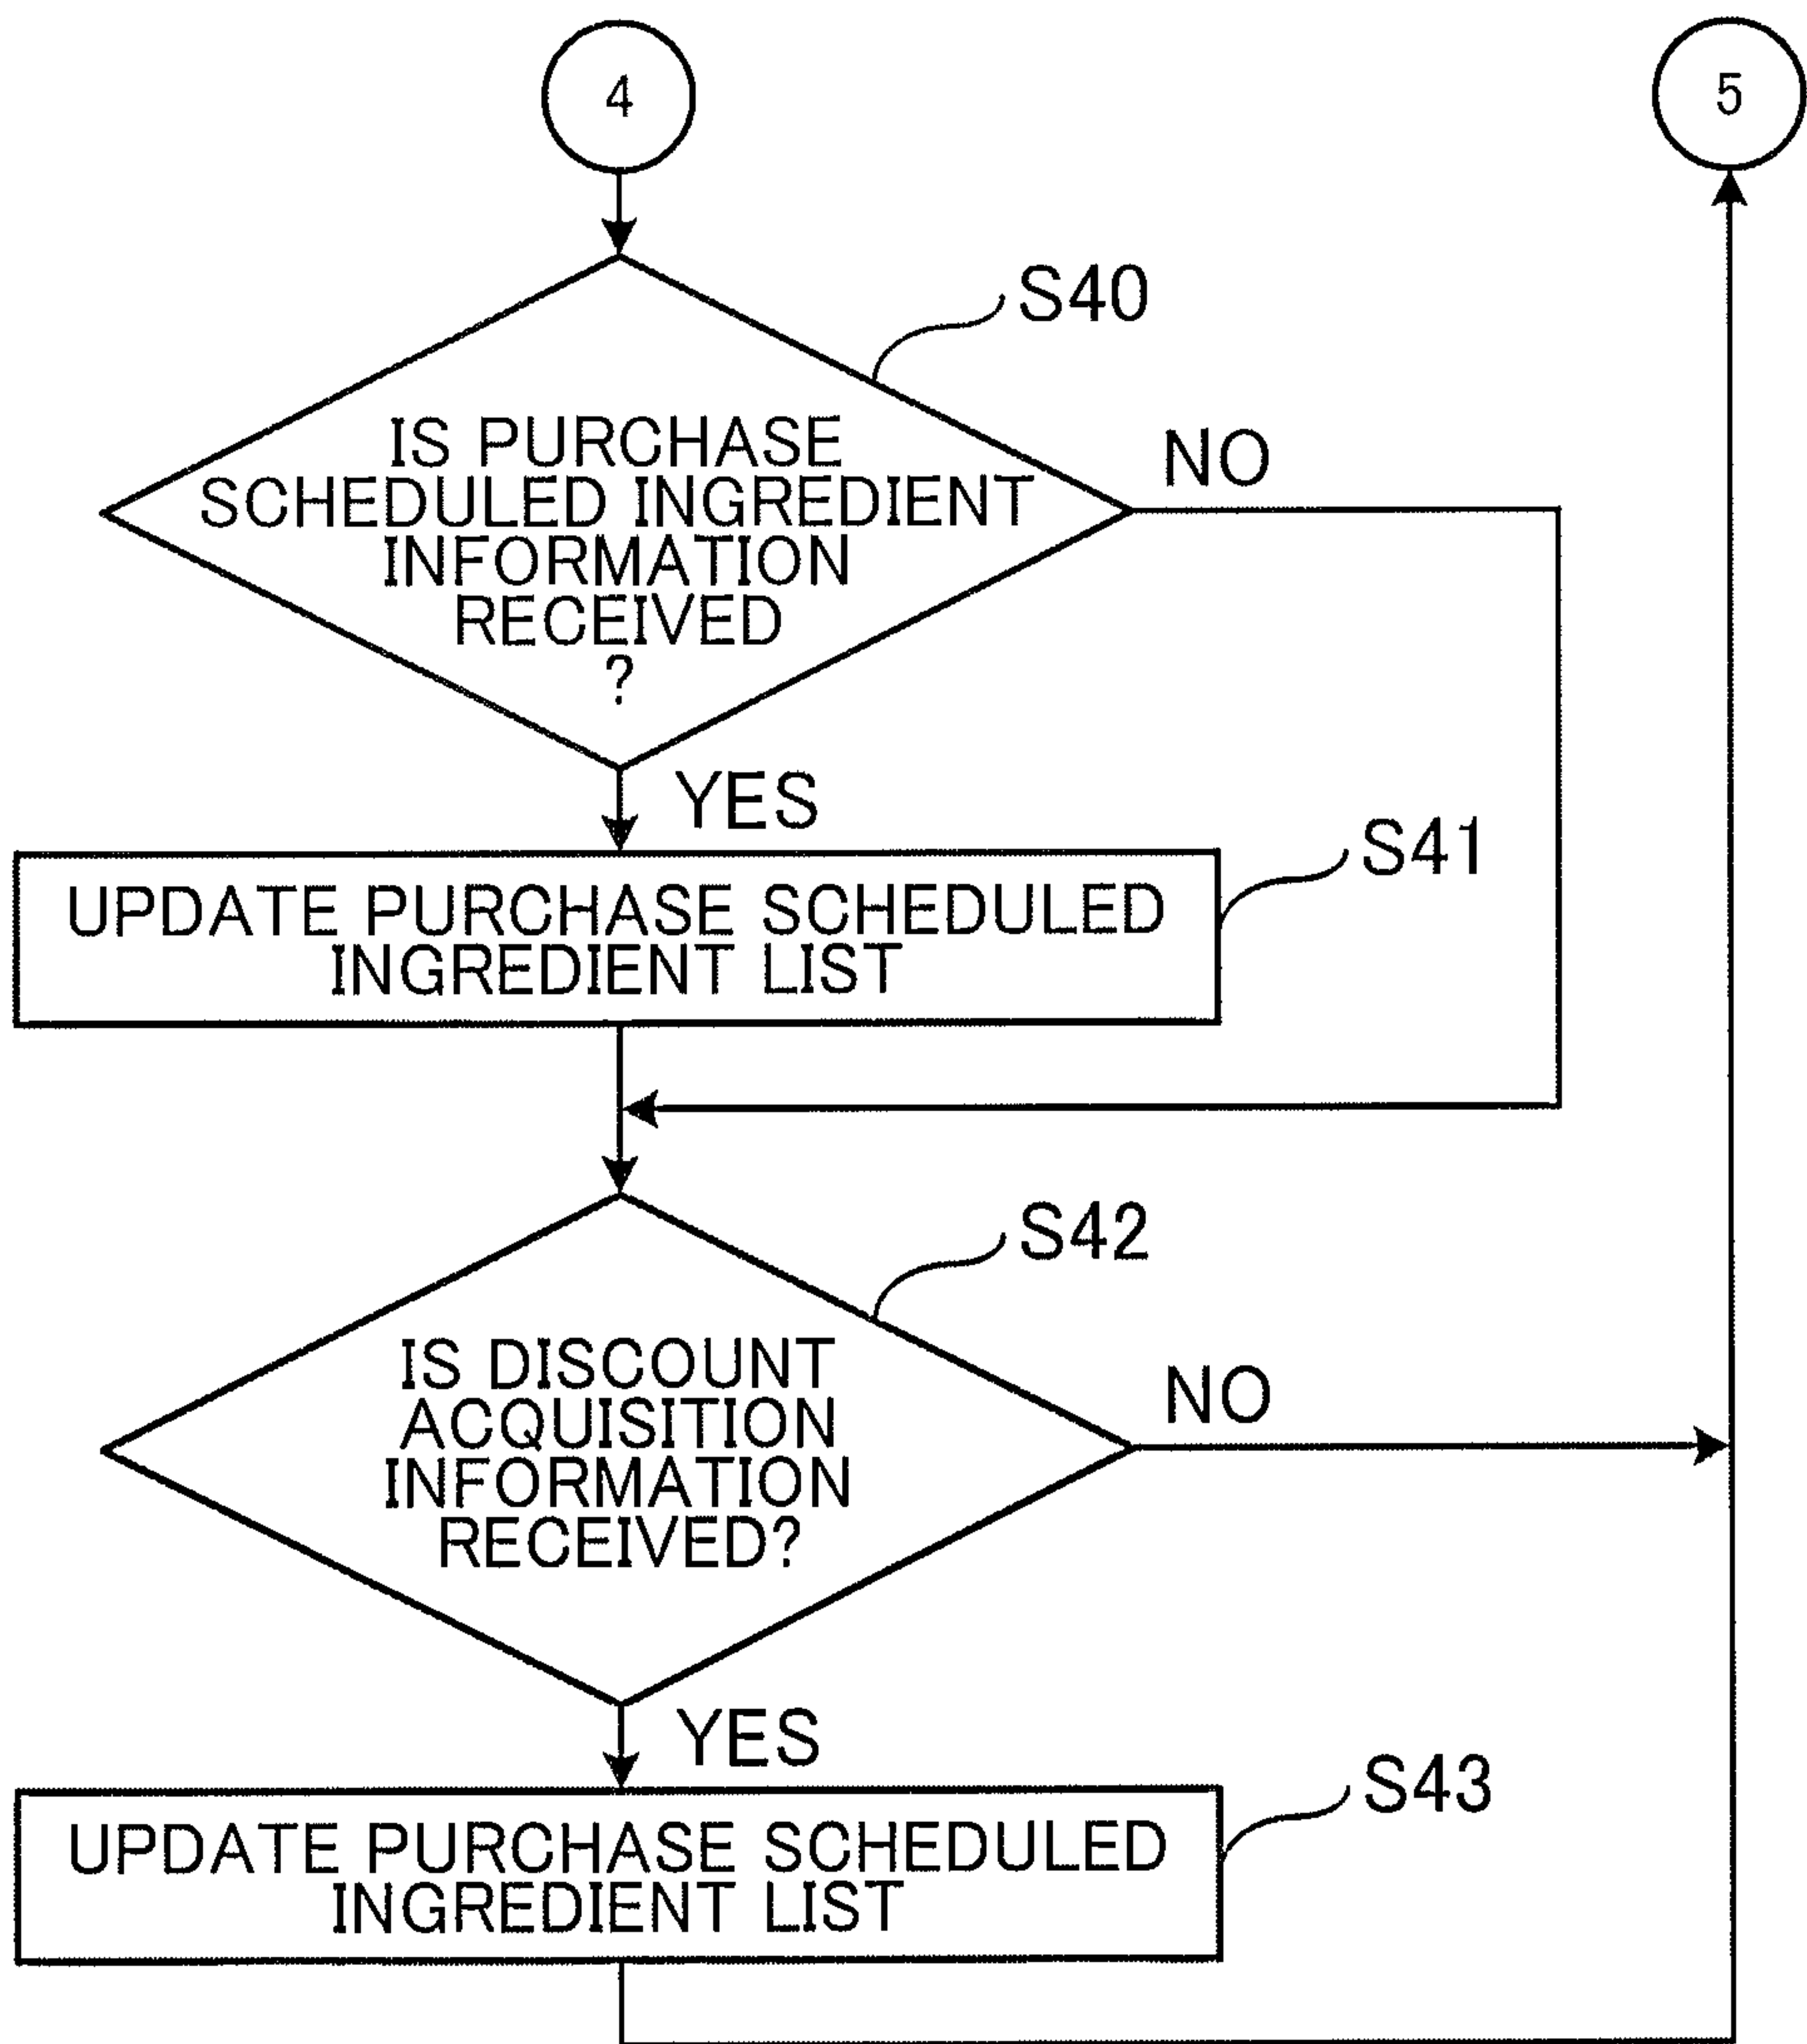 4
5
S40
IS PURCHASE
SCHEDULED INGREDIENT
INFORMATION
RECEIVED
?
NO
YES
S41
UPDATE PURCHASE SCHEDULED
INGREDIENT LIST
S42
IS DISCOUNT
ACQUISITION
INFORMATION
RECEIVED?
NO
YES
S43
UPDATE PURCHASE SCHEDULED
INGREDIENT LIST